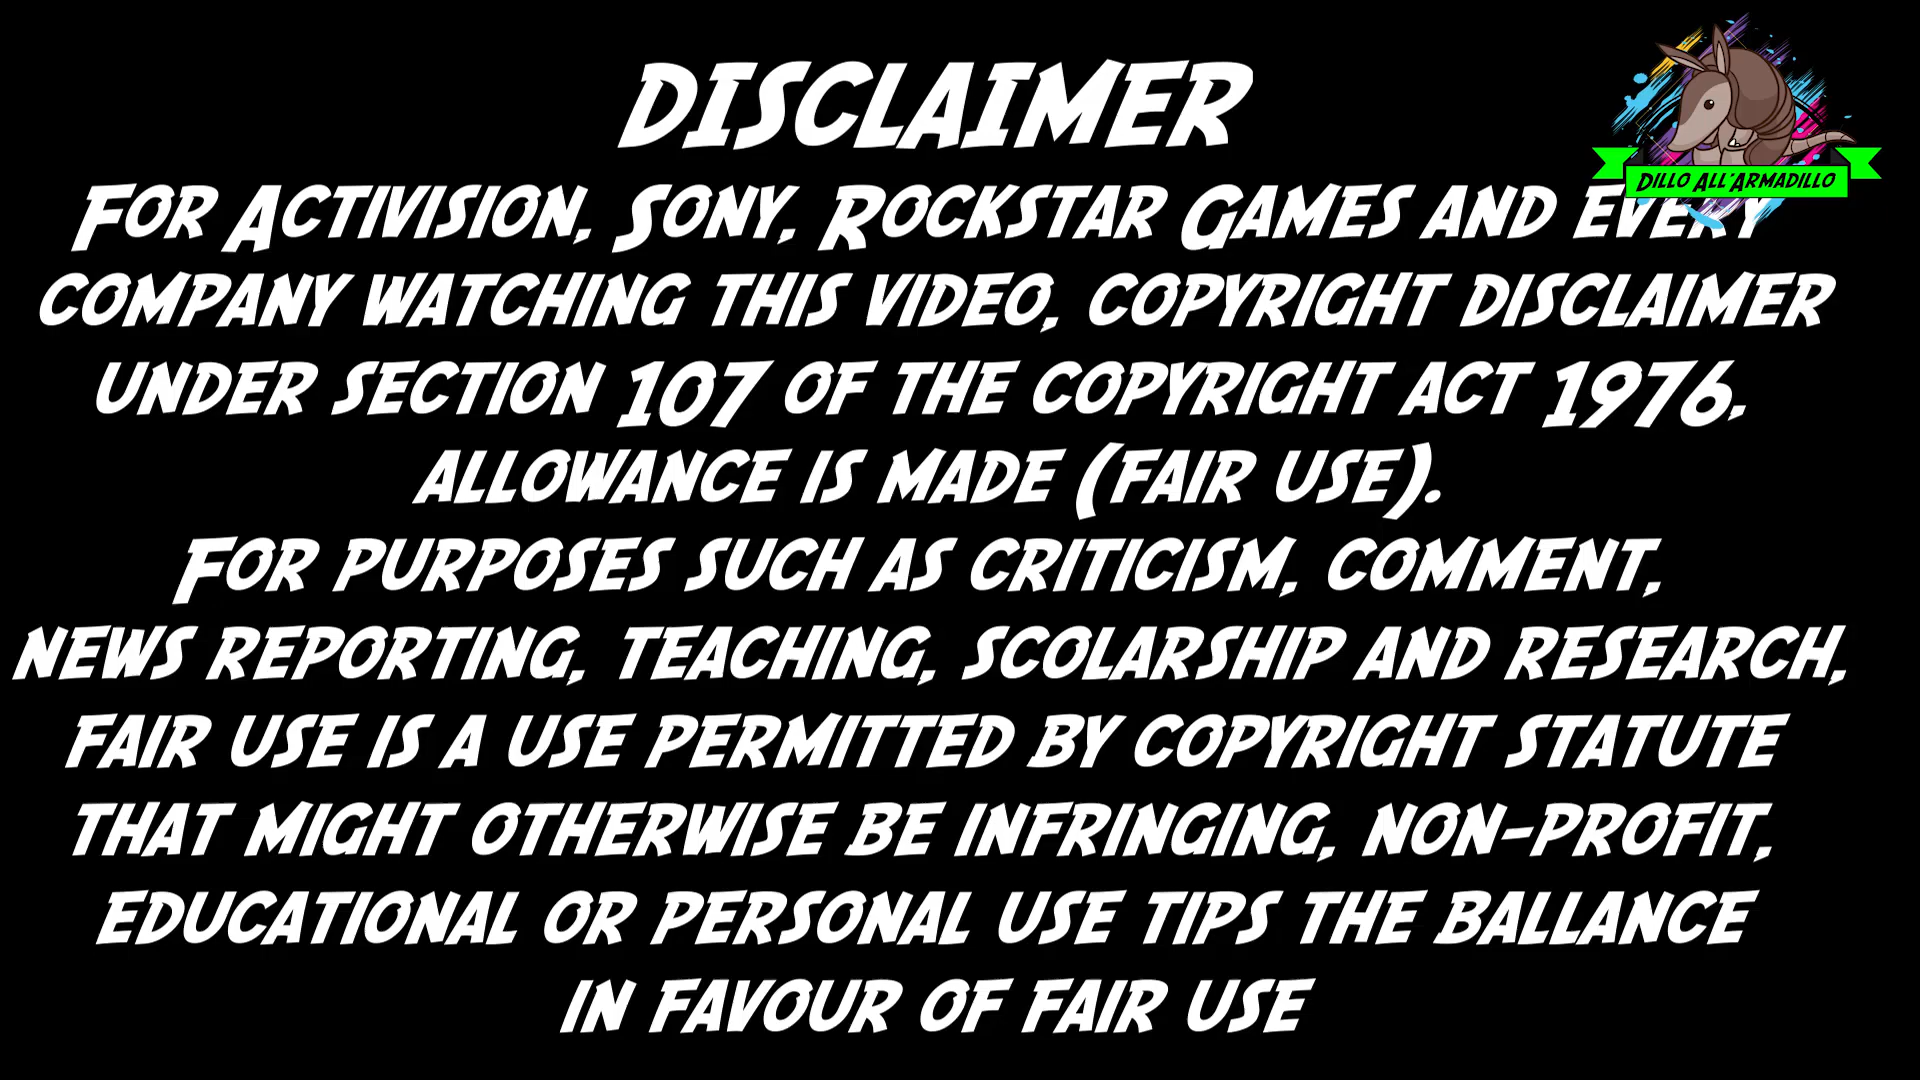 DISCLAIMER
DILLO ALL'ARMADILLO
FOR ACTIVISION, SONY, ROCKSTAR GAMES AND EVERY
COMPANY WATCHING THIS VIDEO, COPYRIGHT DISCLAIMER
UNDER SECTION 107 OF THE COPYRIGHT ACT 1976,
ALLOWANCE IS MADE (FAIR USE).
FOR PURPOSES SUCH AS CRITICISM, COMMENT,
NEWS REPORTING, TEACHING, SCOLARSHIP AND RESEARCH,
FAIR USE IS A USE PERMITTED BY COPYRIGHT STATUTE
THAT MIGHT OTHERWISE BE INFRINGING, NON-PROFIT,
EDUCATIONAL OR PERSONAL USE TIPS THE BALLANCE
IN FAVOUR OF FAIR USE